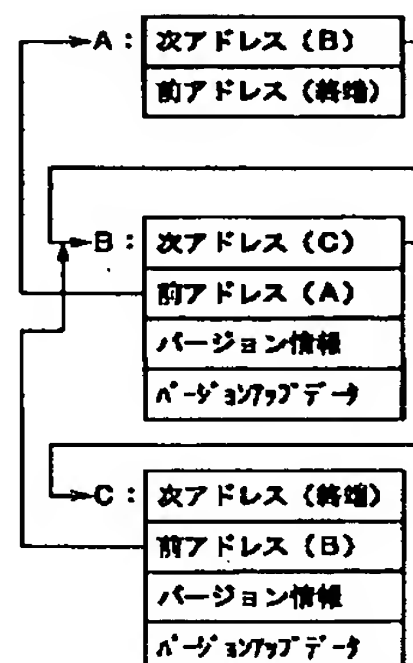 A： 次アドレス（B）
前アドレス（終端）
B： 次アドレス（C）
前アドレス（A）
バージョン情報
バージョンアップデータ
C： 次アドレス（終端）
前アドレス（B）
バージョン情報
バージョンアップデータ